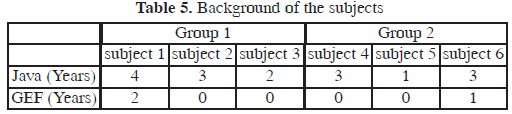 Table 5. Background of the subjects
Group 1 Group 2
subject 1 subject 2 subject 3 subject 4 subject 5 subject 6
Java (Years) 4 3 2 3 1 3
GEF (Years) 2 0 0 0 0 1